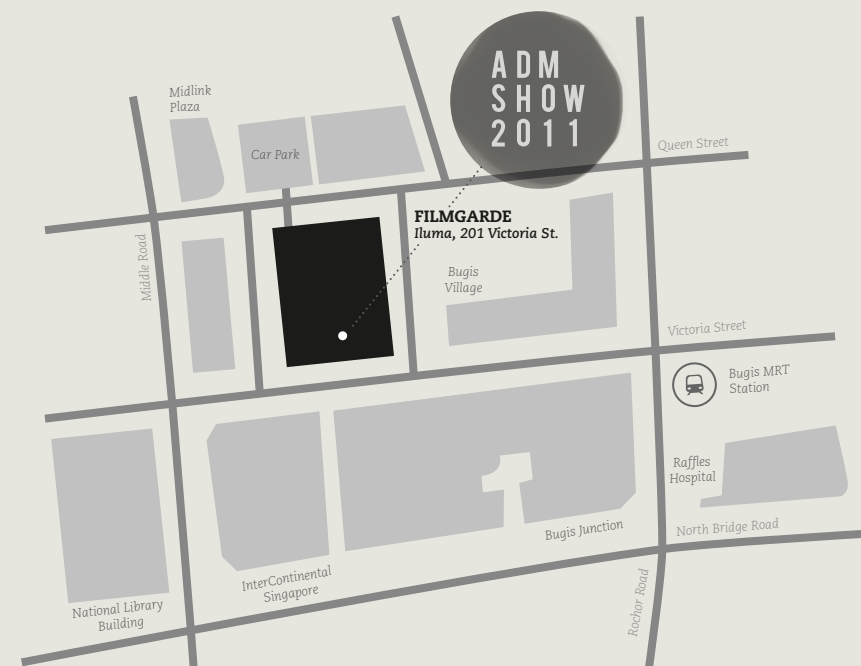 ADM
SHOW
2011
Midlink
Plaza
Car Park
Queen Street
FILMGARDE
Iluma, 201 Victoria St.
Middle Road
Bugis
Village
Victoria Street
Bugis MRT
Station
Raffles
Hospital
North Bridge Road
Bugis Junction
InterContinental
Singapore
National Library
Building
Rochor Road